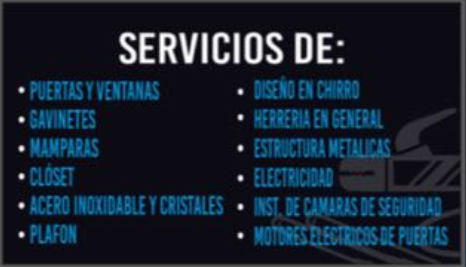 SERVICIOS DE:
• PUERTAS Y VENTANAS
• GAVINETES
• MAMPARAS
• CLÓSET
• ACERO INOXIDABLE Y CRISTALES
• PLAFON
• DISEÑO EN CHIRRO
• HERRERIA EN GENERAL
• ESTRUCTURA METALICAS
• ELECTRICIDAD
• INST. DE CAMARAS DE SEGURIDAD
• MOTORES ELECTRICOS DE PUERTAS